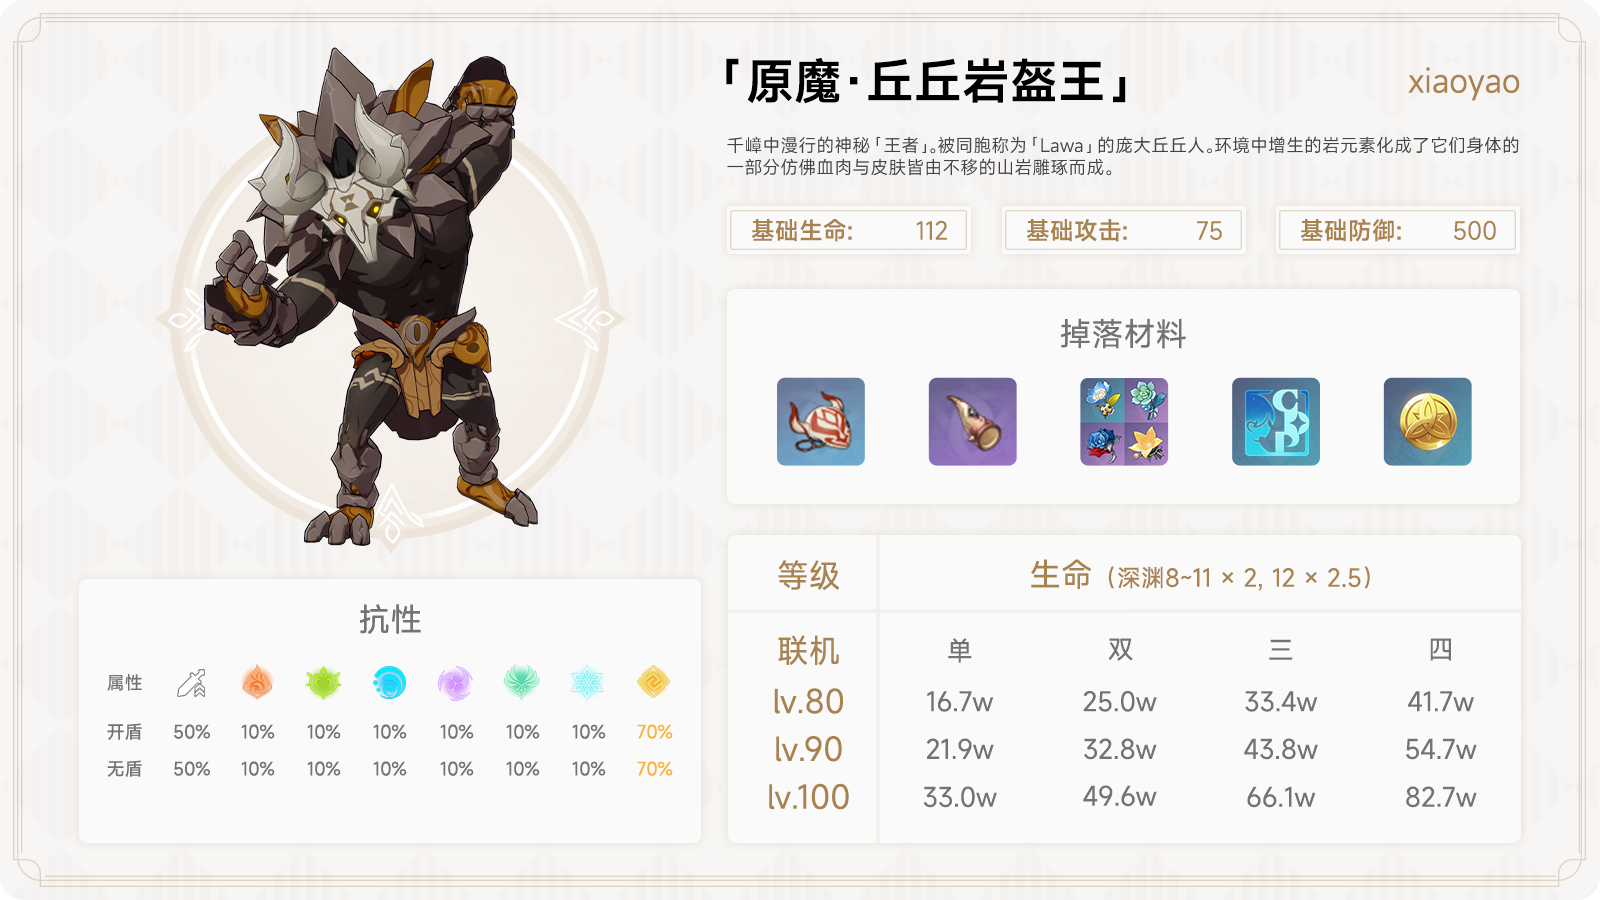 「原魔·丘丘岩盔王」
xiaoyao
千嶂中漫行的神秘「王者」。被同胞称为「Lawa」的庞大丘丘人。环境中增生的岩元素化成了它们身体的
一部分仿佛血肉与皮肤皆由不移的山岩雕琢而成。
基础生命: 112
基础攻击: 75
基础防御: 500
掉落材料
抗性
属性
开盾 50% 10% 10% 10% 10% 10% 10% 70%
无盾 50% 10% 10% 10% 10% 10% 10% 70%
等级 生命（深渊8~11 × 2, 12 × 2.5）
联机 单 双 三 四
lv.80 16.7w 25.0w 33.4w 41.7w
lv.90 21.9w 32.8w 43.8w 54.7w
lv.100 33.0w 49.6w 66.1w 82.7w